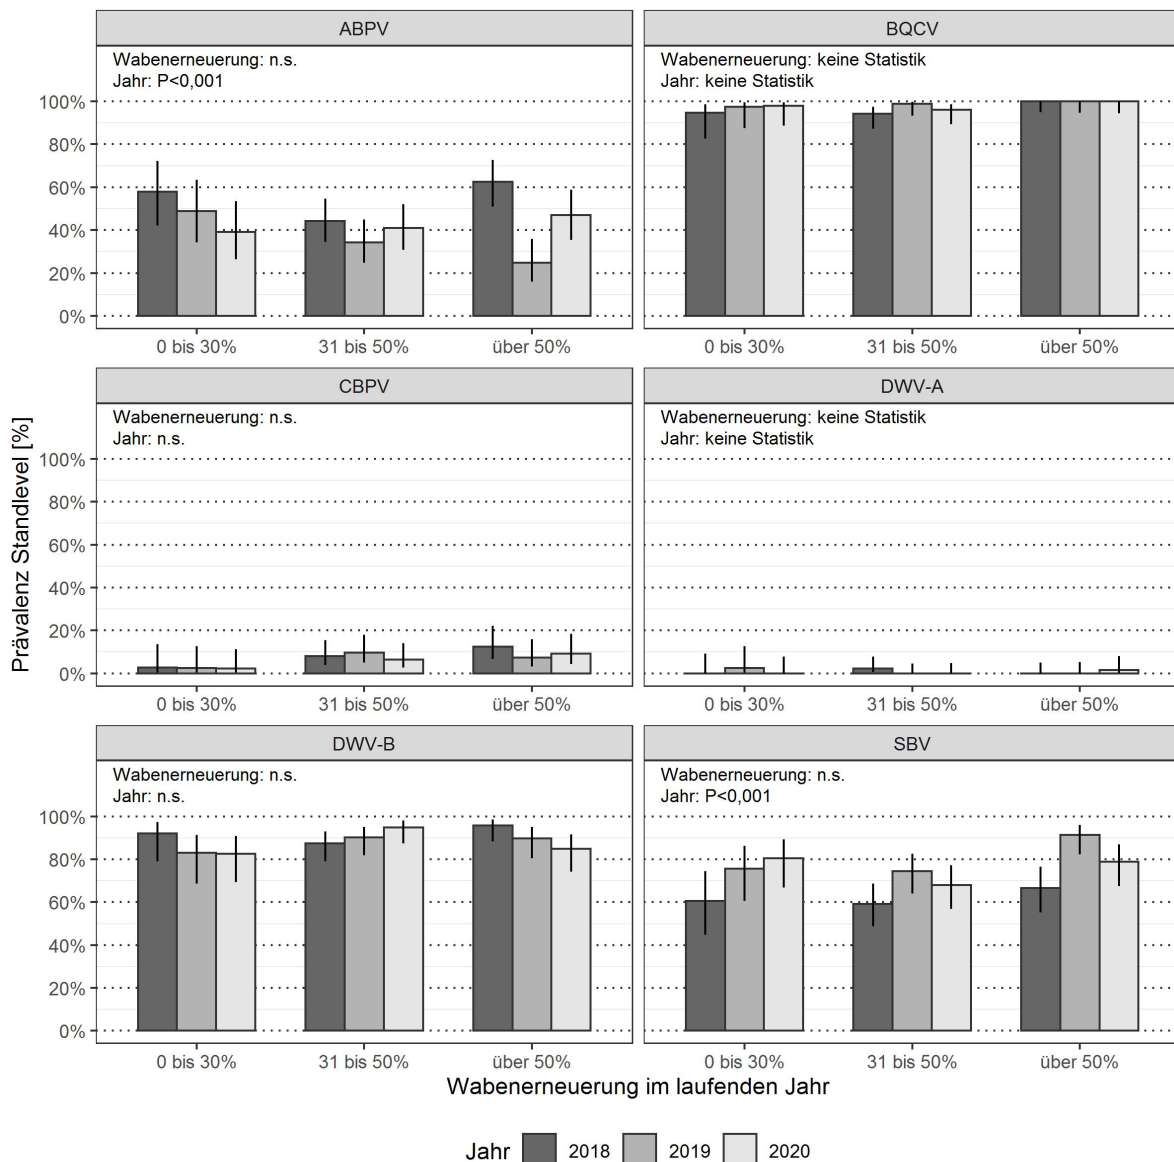 ABPV
BQCV
Wabenerneuerung: n.s.
Jahr: P<0,001
Wabenerneuerung: keine Statistik
Jahr: keine Statistik
100%
80%
60%
40%
20%
0%
0 bis 30%
31 bis 50%
über 50%
0 bis 30%
31 bis 50%
über 50%
CBPV
DWV-A
Wabenerneuerung: n.s.
Jahr: n.s.
Wabenerneuerung: keine Statistik
Jahr: keine Statistik
Prävalenz Standlevel [%]
100%
80%
60%
40%
20%
0%
0 bis 30%
31 bis 50%
über 50%
0 bis 30%
31 bis 50%
über 50%
DWV-B
SBV
Wabenerneuerung: n.s.
Jahr: n.s.
Wabenerneuerung: n.s.
Jahr: P<0,001
100%
80%
60%
40%
20%
0%
0 bis 30%
31 bis 50%
über 50%
0 bis 30%
31 bis 50%
über 50%
Wabenerneuerung im laufenden Jahr
Jahr 2018 2019 2020